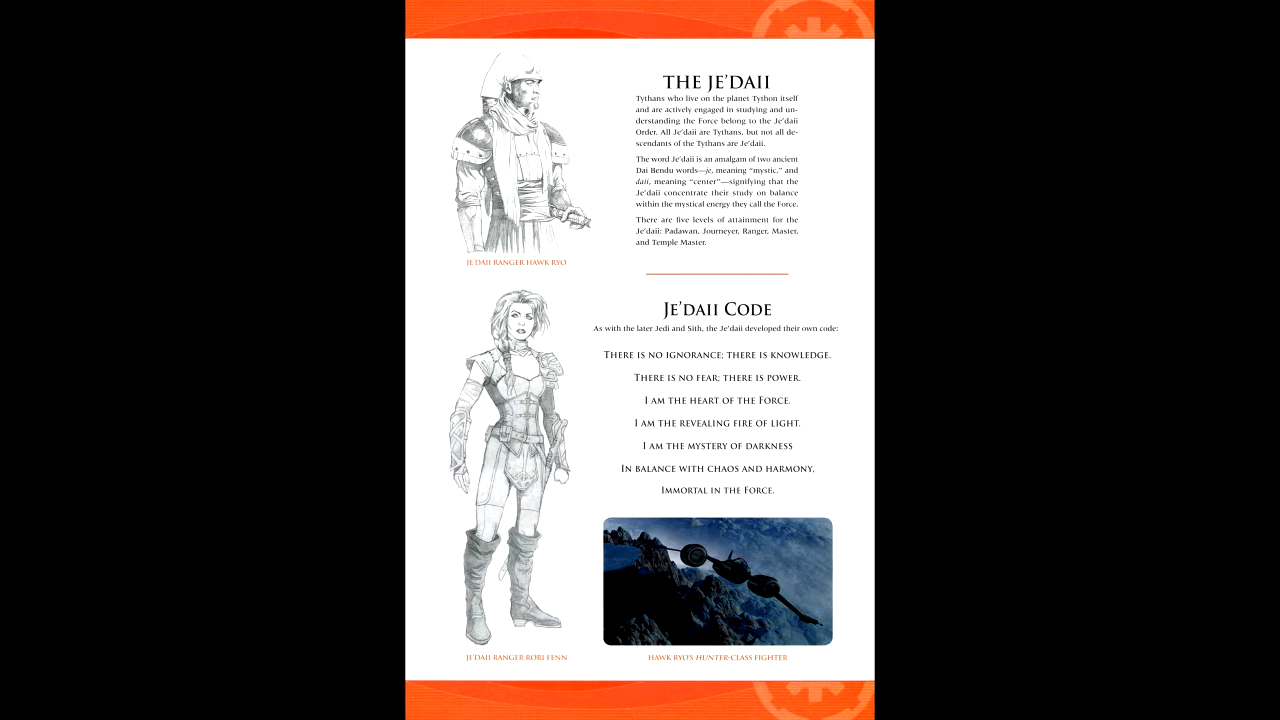 THE JE'DAII
Tythans who live on the planet Tython itself
and are actively engaged in studying and un-
derstanding the Force belong to the Je'daii
Order. All Je'daii are Tythans, but not all de-
scendants of the Tythans are Je'daii.
The word Je'daii is an amalgam of two ancient
Dai Bendu words—je, meaning "mystic," and
daii, meaning "center"—signifying that the
Je'daii concentrate their study on balance
within the mystical energy they call the Force.
There are five levels of attainment for the
Je'daii: Padawan, Journeyer, Ranger, Master,
and Temple Master.
JE'DAII RANGER HAWK RYO
JE'DAII CODE
As with the later Jedi and Sith, the Je'daii developed their own code:
THERE IS NO IGNORANCE; THERE IS KNOWLEDGE.
THERE IS NO FEAR; THERE IS POWER.
I AM THE HEART OF THE FORCE.
I AM THE REVEALING FIRE OF LIGHT.
I AM THE MYSTERY OF DARKNESS
IN BALANCE WITH CHAOS AND HARMONY,
IMMORTAL IN THE FORCE.
JE'DAII RANGER RORI FENN
HAWK RYO'S HUNTER-CLASS FIGHTER